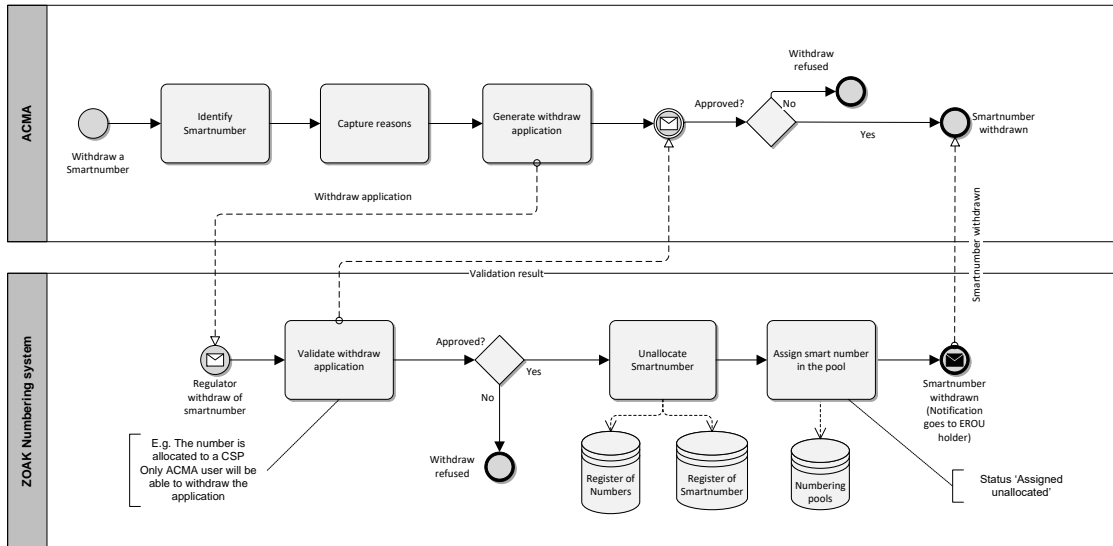 ACMA
Withdraw a
Smartnumber
Identify
Smartnumber
Capture reasons
Generate withdraw
application
Approved?
No
Withdraw
refused
Yes
Smartnumber
withdrawn
Withdraw application
Validation result
Smartnumber withdrawn
ZOAK Numbering system
Regulator
withdraw of
smartnumber
Validate withdraw
application
Approved?
Yes
No
Withdraw
refused
Unallocate
Smartnumber
Assign smart number
in the pool
Smartnumber
withdrawn
(Notification
goes to EROU
holder)
E.g. The number is
allocated to a CSP
Only ACMA user will be
able to withdraw the
application
Register of
Numbers
Register of
Smartnumber
Numbering
pools
Status ‘Assigned
unallocated’